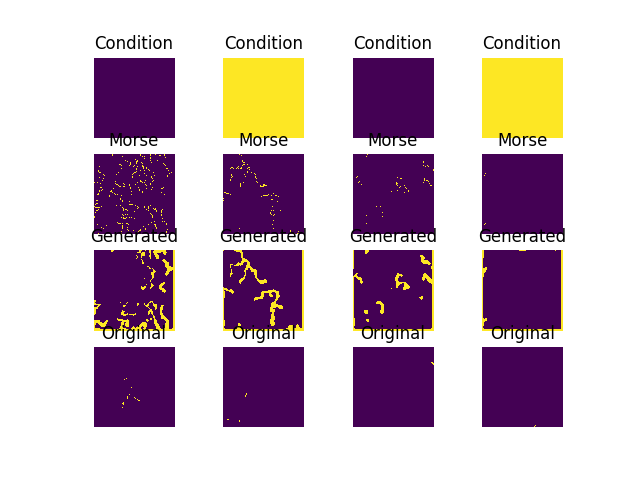 Condition Condition Condition Condition
Morse Morse Morse Morse
Generated Generated Generated Generated
Original Original Original Original